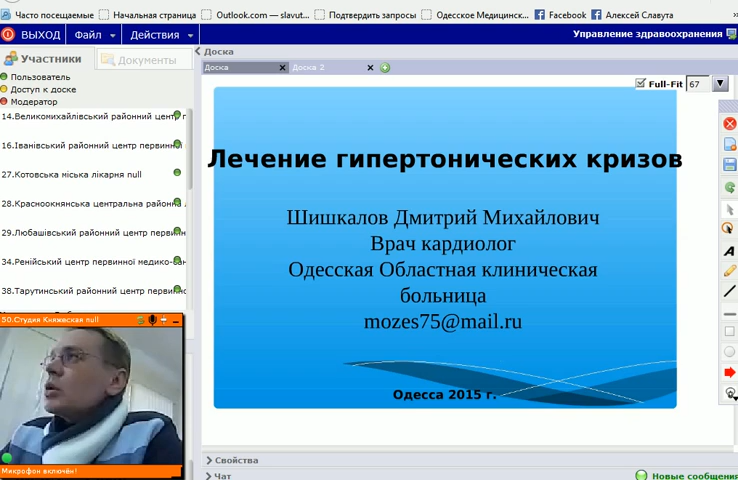 Часто посещаемые Начальная страница Outlook.com — slavut... Подтвердить запросы Одесское Медицинск... Facebook Алексей Славута
ВЫХОД Файл Действия Управление здравоохранения
Доска
Участники Документы
Доска Доска 2
Пользователь
Доступ к доске
Модератор
Full-Fit 67
14.Великомихайлівський районний центр п
16.Іванівський районний центр первинної
27.Котовська міська лікарня null
28.Красноокнянська центральна районна
29.Любашівський районний центр первинн
34.Ренійський центр первинної медико-сан
38.Тарутинський районний центр первинн
50.Студия Княжевская null
Микрофон включён!
Лечение гипертонических кризов
Шишкалов Дмитрий Михайлович
Врач кардиолог
Одесская Областная клиническая
больница
mozes75@mail.ru
Одесса 2015 г.
Свойства
Чат Новые сообщения